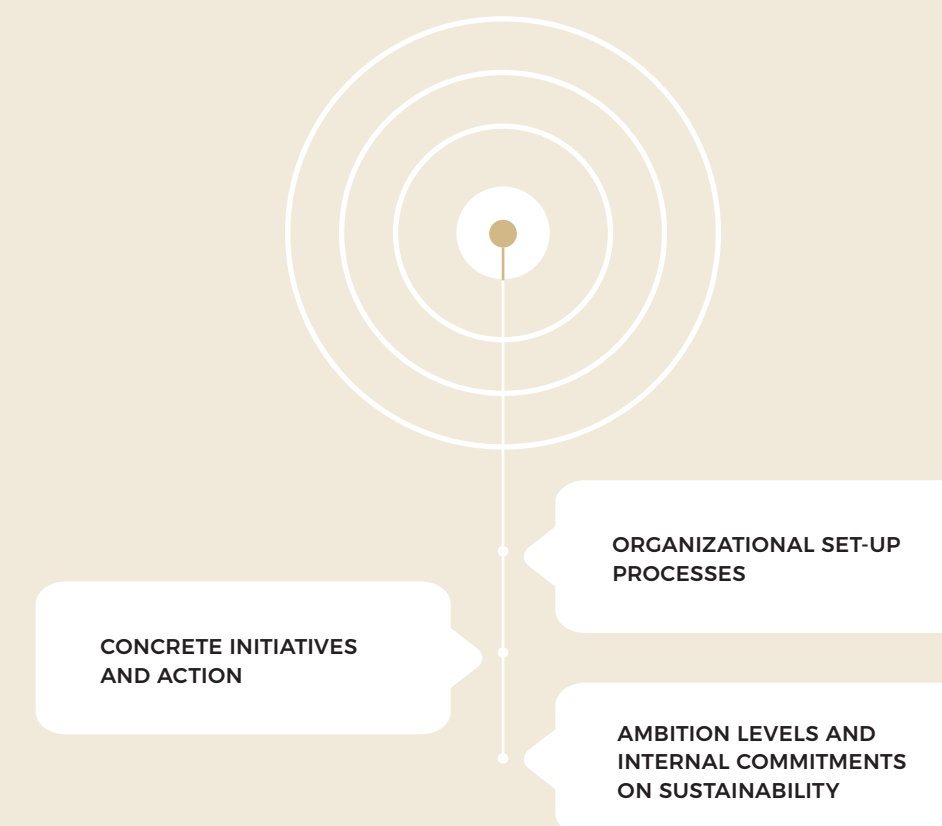 ORGANIZATIONAL SET-UP
PROCESSES
CONCRETE INITIATIVES
AND ACTION
AMBITION LEVELS AND
INTERNAL COMMITMENTS
ON SUSTAINABILITY